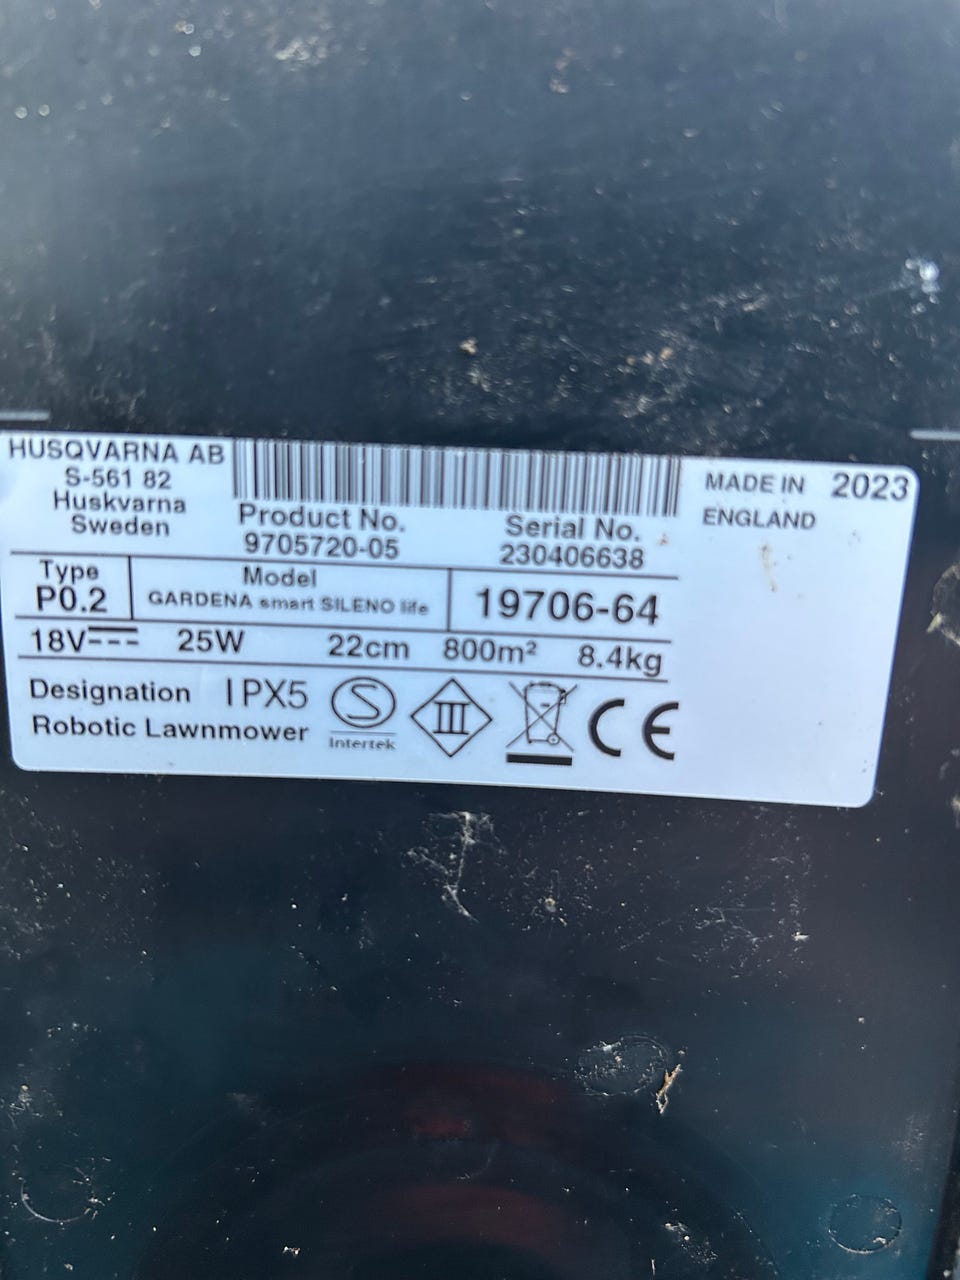 HUSQVARNA AB
S-561 82
Huskvarna
Sweden
Product No.
9705720-05
Serial No.
230406638
MADE IN 2023
ENGLAND
Type
P0.2
Model
GARDENA smart SILENO life
19706-64
18V 25W 22cm 800m² 8.4kg
Designation IPX5
Robotic Lawnmower
S
Intertek
III
CE